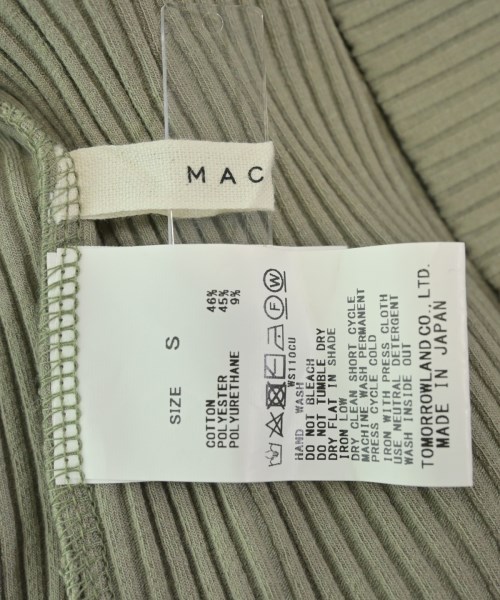 MAC
SIZE S
COTTON 46%
POLYESTER 45%
POLYURETHANE 9%
WS110CU
HAND WASH
DO NOT BLEACH
DO NOT TUMBLE DRY
DRY FLAT IN SHADE
IRON LOW
DRY CLEAN SHORT CYCLE
MACHINE WASH PERMANENT
PRESS CYCLE COLD
IRON WITH PRESS CLOTH
USE NEUTRAL DETERGENT
WASH INSIDE OUT
TOMORROWLAND CO., LTD.
MADE IN JAPAN